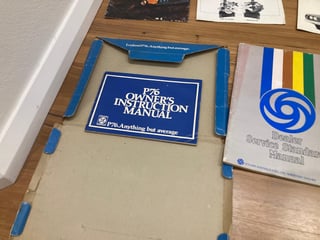 P76. Anything but average.
P76
OWNER'S
INSTRUCTION
MANUAL
P76. Anything but average
Dealer
Service Standards
Manual